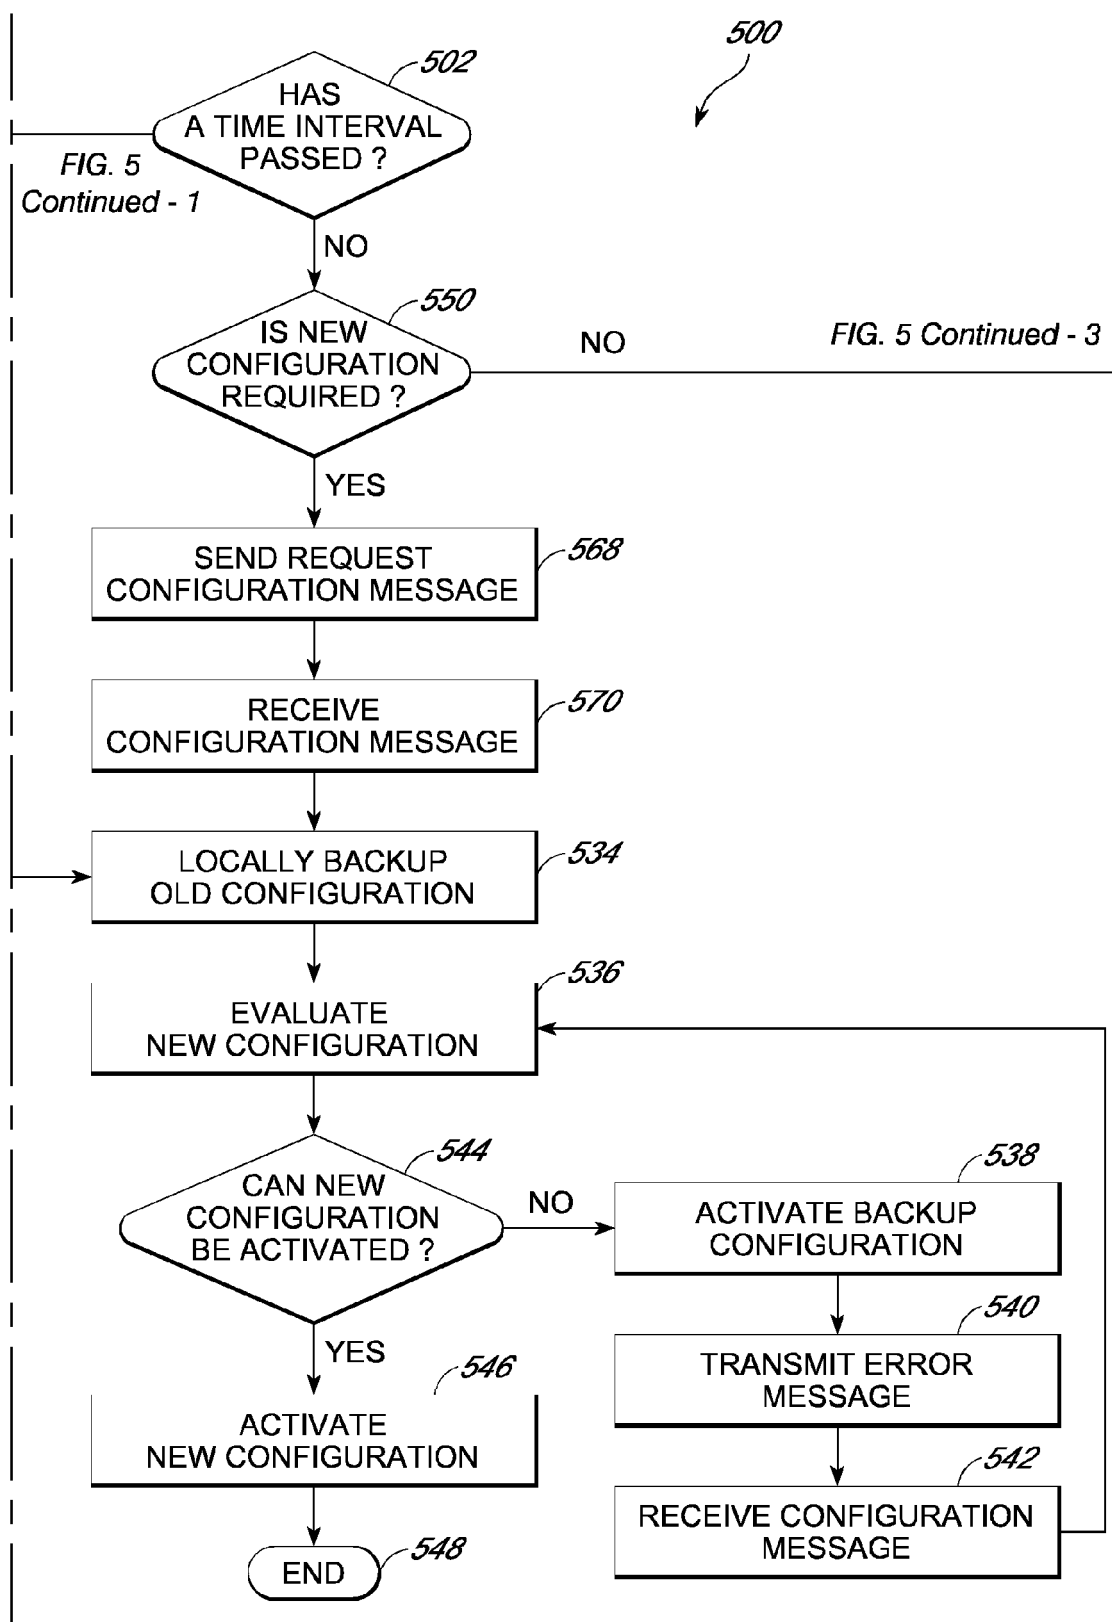 500
502
HAS
A TIME INTERVAL
PASSED ?
FIG. 5
Continued - 1
NO
550
IS NEW
CONFIGURATION
REQUIRED ?
NO
FIG. 5 Continued - 3
YES
568
SEND REQUEST
CONFIGURATION MESSAGE
570
RECEIVE
CONFIGURATION MESSAGE
534
LOCALLY BACKUP
OLD CONFIGURATION
536
EVALUATE
NEW CONFIGURATION
544
CAN NEW
CONFIGURATION
BE ACTIVATED ?
NO
538
ACTIVATE BACKUP
CONFIGURATION
540
TRANSMIT ERROR
MESSAGE
542
RECEIVE CONFIGURATION
MESSAGE
YES
546
ACTIVATE
NEW CONFIGURATION
END
548